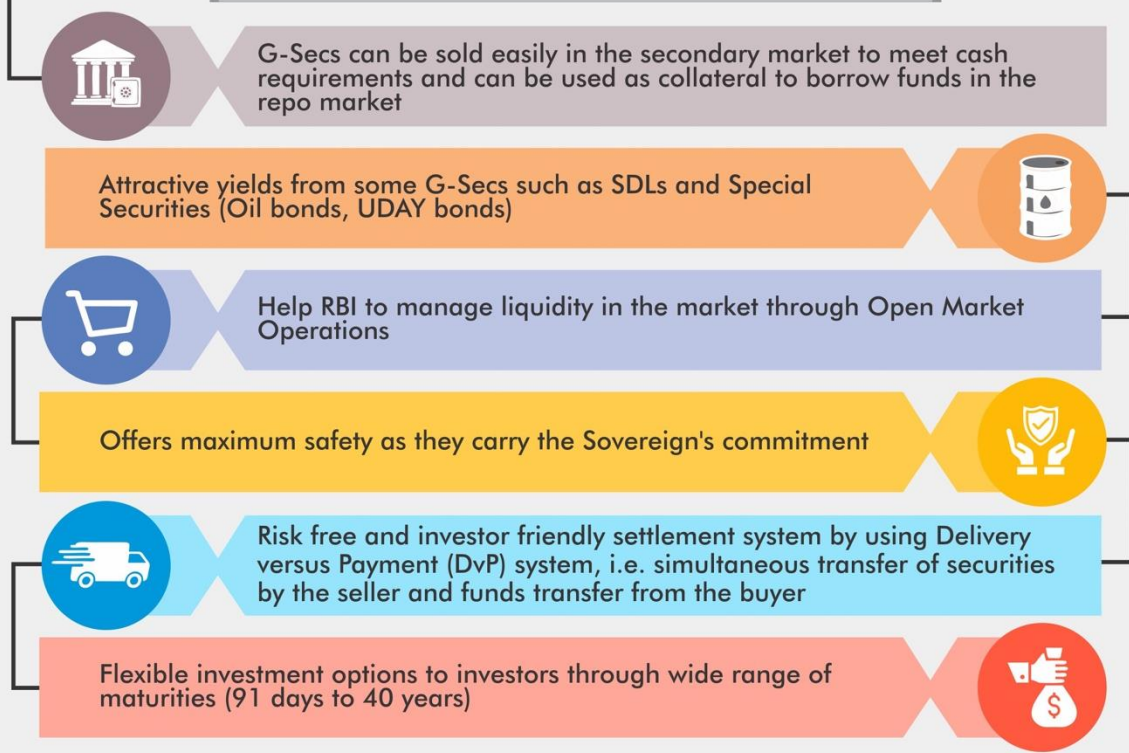 G-Secs can be sold easily in the secondary market to meet cash
requirements and can be used as collateral to borrow funds in the
repo market
Attractive yields from some G-Secs such as SDLs and Special
Securities (Oil bonds, UDAY bonds)
Help RBI to manage liquidity in the market through Open Market
Operations
Offers maximum safety as they carry the Sovereign's commitment
Risk free and investor friendly settlement system by using Delivery
versus Payment (DvP) system, i.e. simultaneous transfer of securities
by the seller and funds transfer from the buyer
Flexible investment options to investors through wide range of
maturities (91 days to 40 years)
$